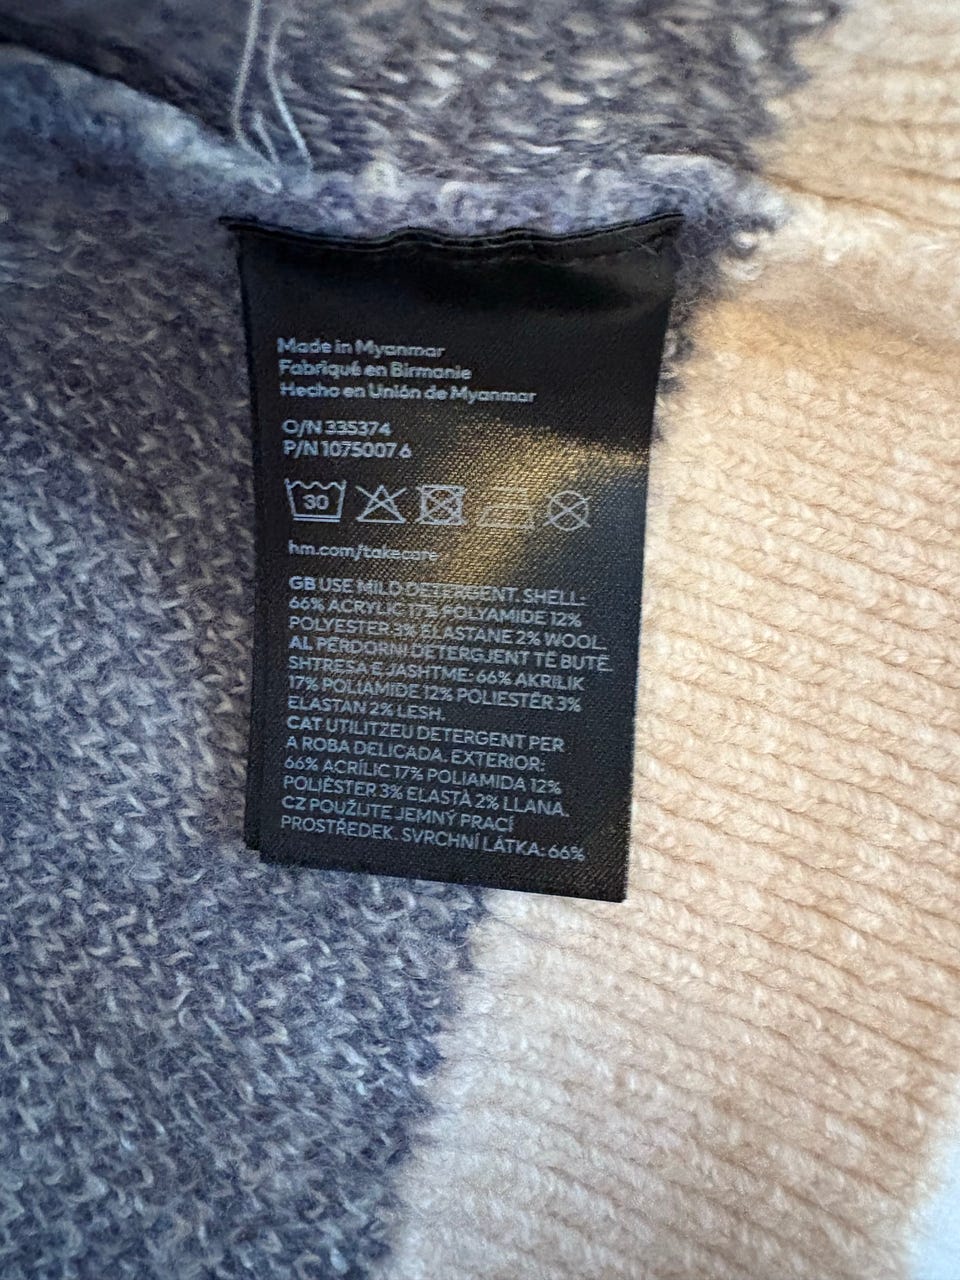 Made in Myanmar
Fabriqué en Birmanie
Hecho en Unión de Myanmar
O/N 335374
P/N 10750076
30
hm.com/takecare
GB USE MILD DETERGENT. SHELL:
66% ACRYLIC 17% POLYAMIDE 12%
POLYESTER 3% ELASTANE 2% WOOL.
AL PËRDORNI DETERGJENT TË BUTË.
SHTRESA E JASHTME: 66% AKRILIK
17% POLIAMIDE 12% POLIESTËR 3%
ELASTAN 2% LESH.
CAT UTILITZEU DETERGENT PER
A ROBA DELICADA. EXTERIOR:
66% ACRÍLIC 17% POLIAMIDA 12%
POLIÈSTER 3% ELASTÀ 2% LLANA.
CZ POUŽIJTE JEMNÝ PRACÍ
PROSTŘEDEK. SVRCHNÍ LÁTKA: 66%